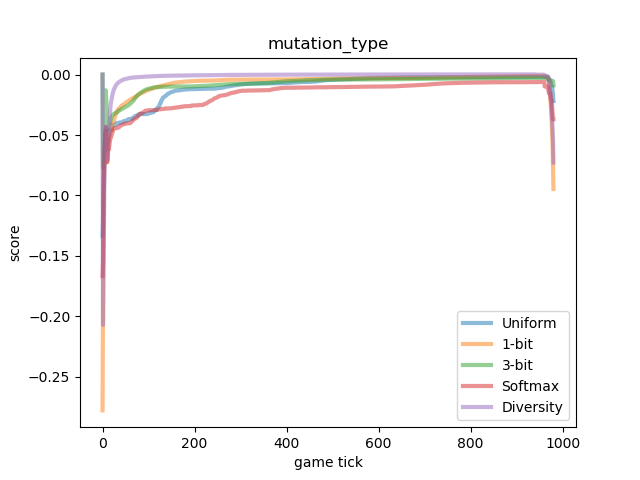 mutation_type
0.00
−0.05
−0.10
−0.15
−0.20
−0.25
score
0
200
400
600
800
1000
game tick
Uniform
1-bit
3-bit
Softmax
Diversity